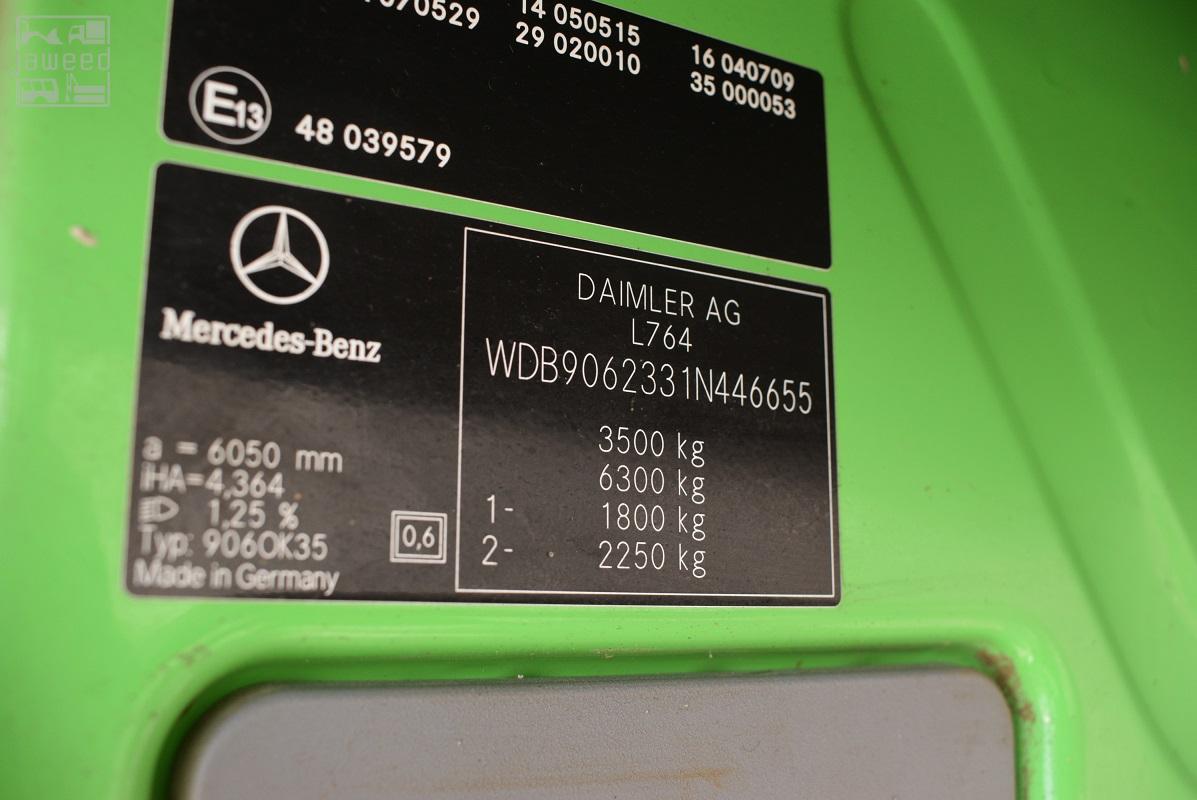 jaweed
070529 14 050515 16 040709
29 020010 35 000053
E13 48 039579
Mercedes-Benz
a = 6050 mm
iHA=4,364
1,25 %
Typ: 906OK35
Made in Germany
0,6
DAIMLER AG
L764
WDB9062331N446655
3500 kg
6300 kg
1- 1800 kg
2- 2250 kg